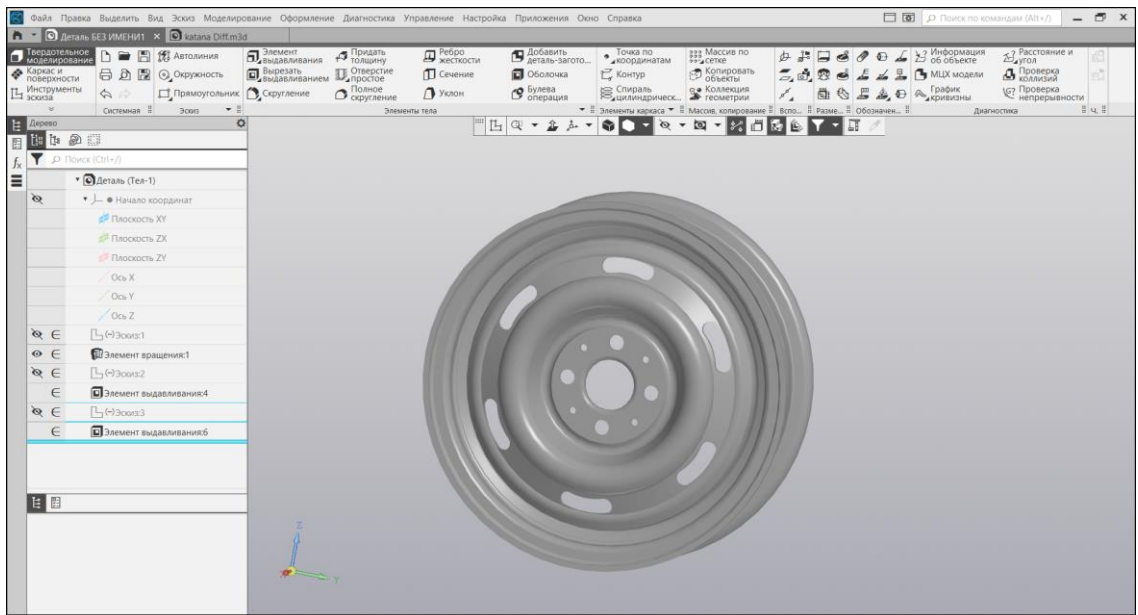 Файл Правка Выделить Вид Эскиз Моделирование Оформление Диагностика Управление Настройка Приложения Окно Справка
Поиск по командам (Alt+/)
Деталь БЕЗ ИМЕНИ1
katana Diff.m3d
Твердотельное моделирование
Каркас и поверхности
Инструменты эскиза
Системная
Автолиния
Окружность
Прямоугольник
Эскиз
Элемент выдавливания
Вырезать выдавливанием
Скругление
Придать толщину
Отверстие простое
Полное скругление
Ребро жесткости
Сечение
Уклон
Добавить деталь-загото...
Оболочка
Булева операция
Элементы тела
Точка по координатам
Контур
Спираль цилиндрическ...
Элементы каркаса
Массив по сетке
Копировать объекты
Коллекция геометрии
Массив, копирование
Вспо...
Разме...
Обозначен...
Информация об объекте
МЦХ модели
График кривизны
Расстояние и угол
Проверка коллизий
Проверка непрерывности
Диагностика
Ч.
Дерево
Поиск (Ctrl+/)
Деталь (Тел-1)
Начало координат
Плоскость XY
Плоскость ZX
Плоскость ZY
Ось X
Ось Y
Ось Z
(-)Эскиз:1
Элемент вращения:1
(-)Эскиз:2
Элемент выдавливания:4
(-)Эскиз:3
Элемент выдавливания:6
Z
X
Y